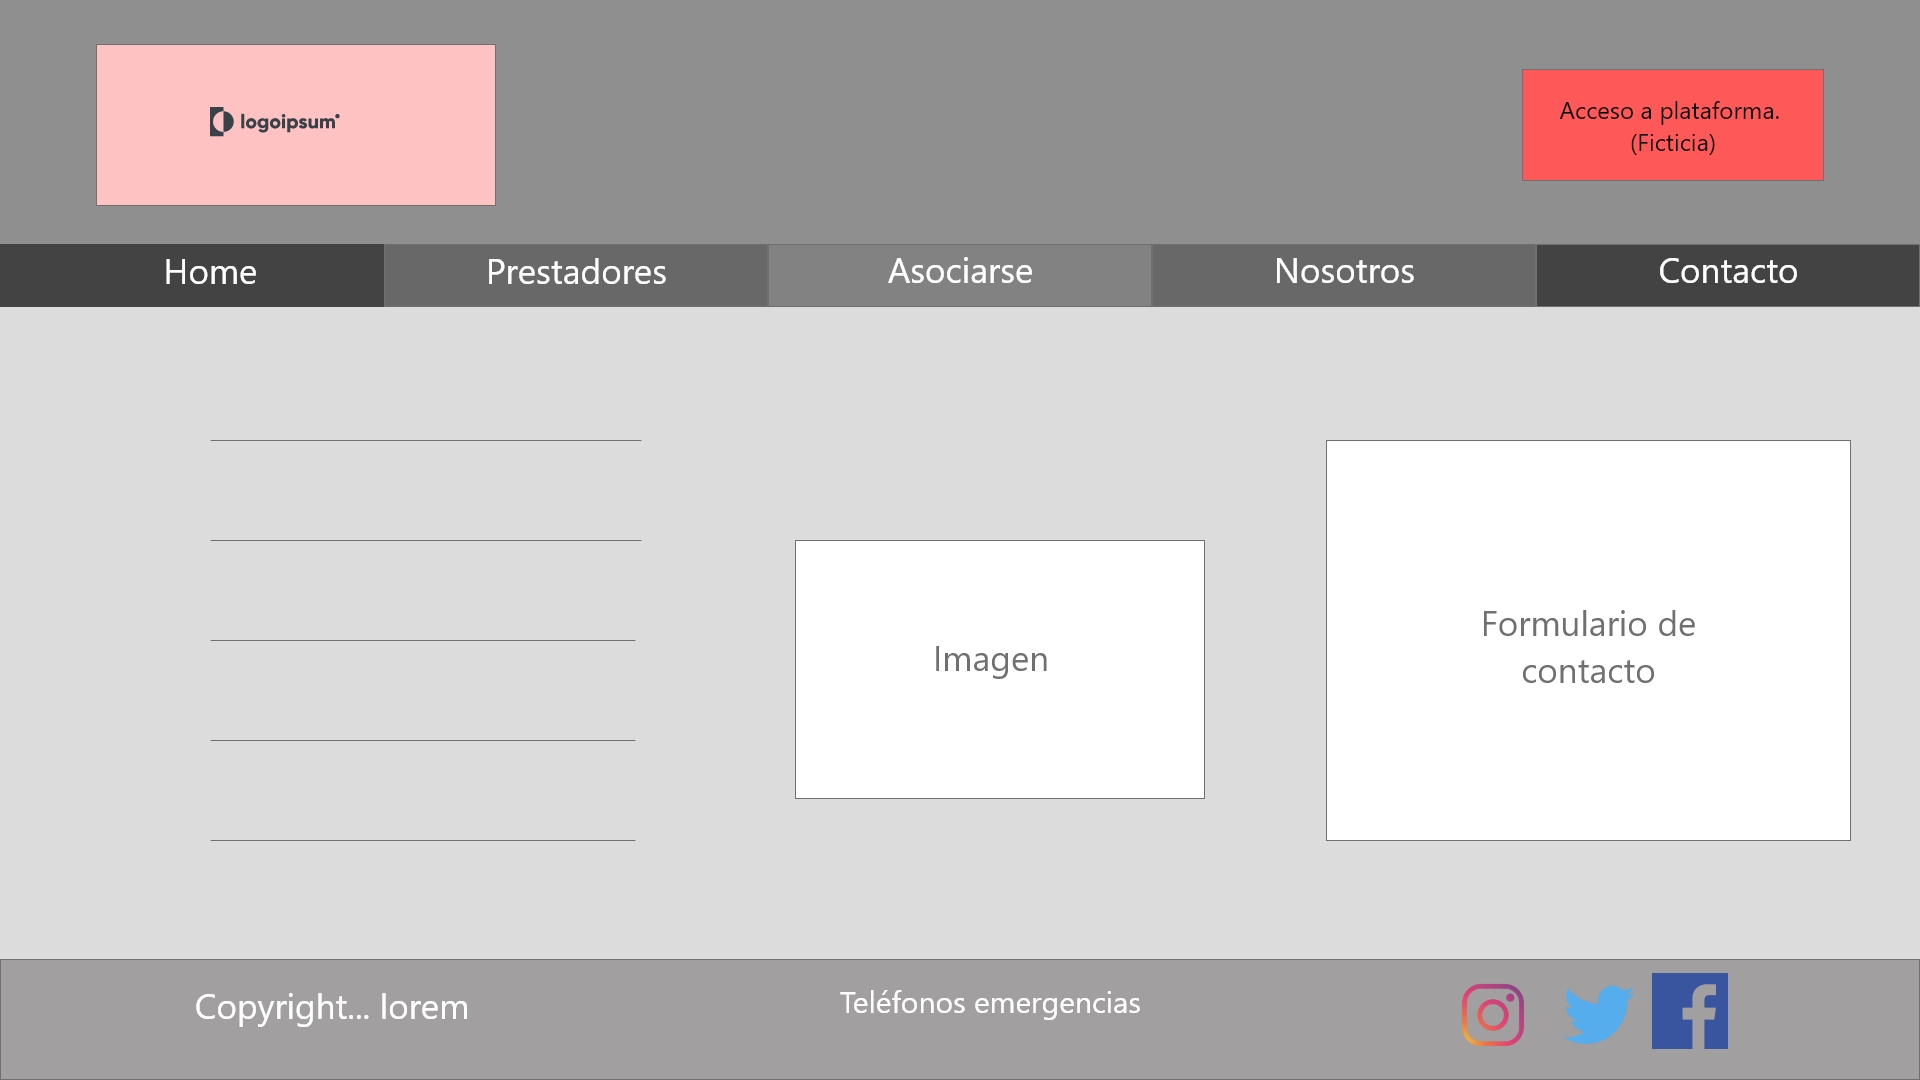 logoipsum
Acceso a plataforma.
(Ficticia)
Home
Prestadores
Asociarse
Nosotros
Contacto
Imagen
Formulario de
contacto
Copyright... lorem
Teléfonos emergencias